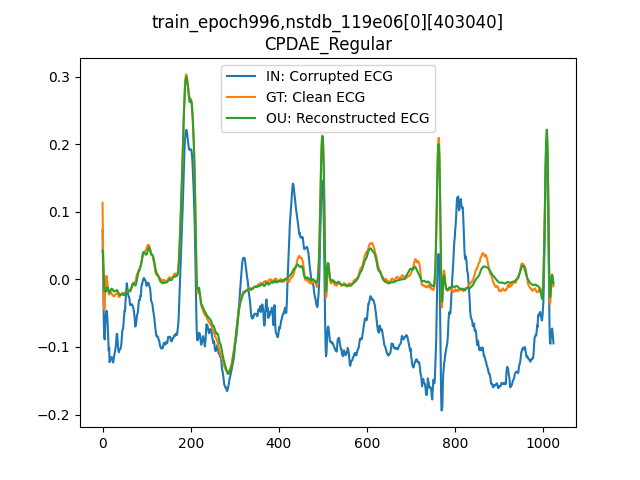 train_epoch996,nstdb_119e06[0][403040]
CPDAE_Regular
IN: Corrupted ECG
GT: Clean ECG
OU: Reconstructed ECG
0.3
0.2
0.1
0.0
−0.1
−0.2
0 200 400 600 800 1000